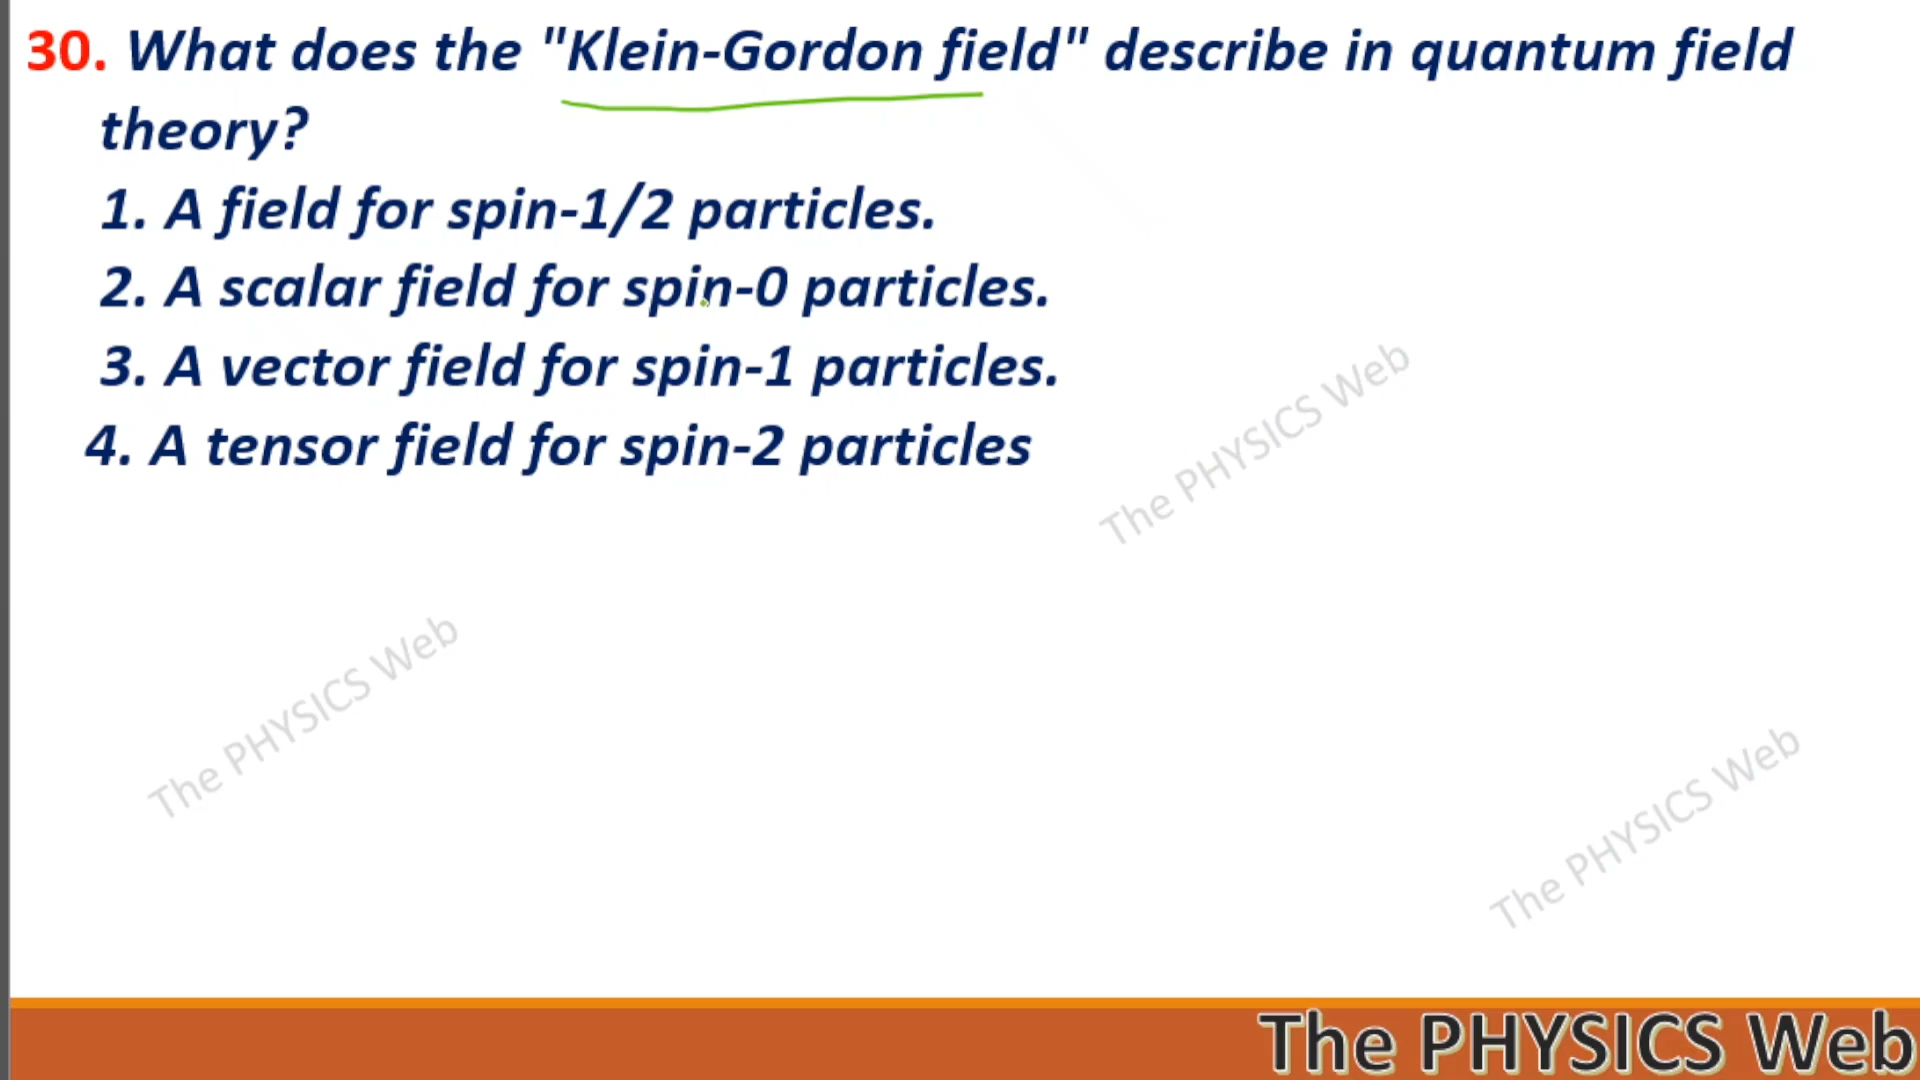 30. What does the "Klein-Gordon field" describe in quantum field
theory?
1. A field for spin-1/2 particles.
2. A scalar field for spin-0 particles.
3. A vector field for spin-1 particles.
4. A tensor field for spin-2 particles
The PHYSICS Web
The PHYSICS Web
The PHYSICS Web
The PHYSICS Web